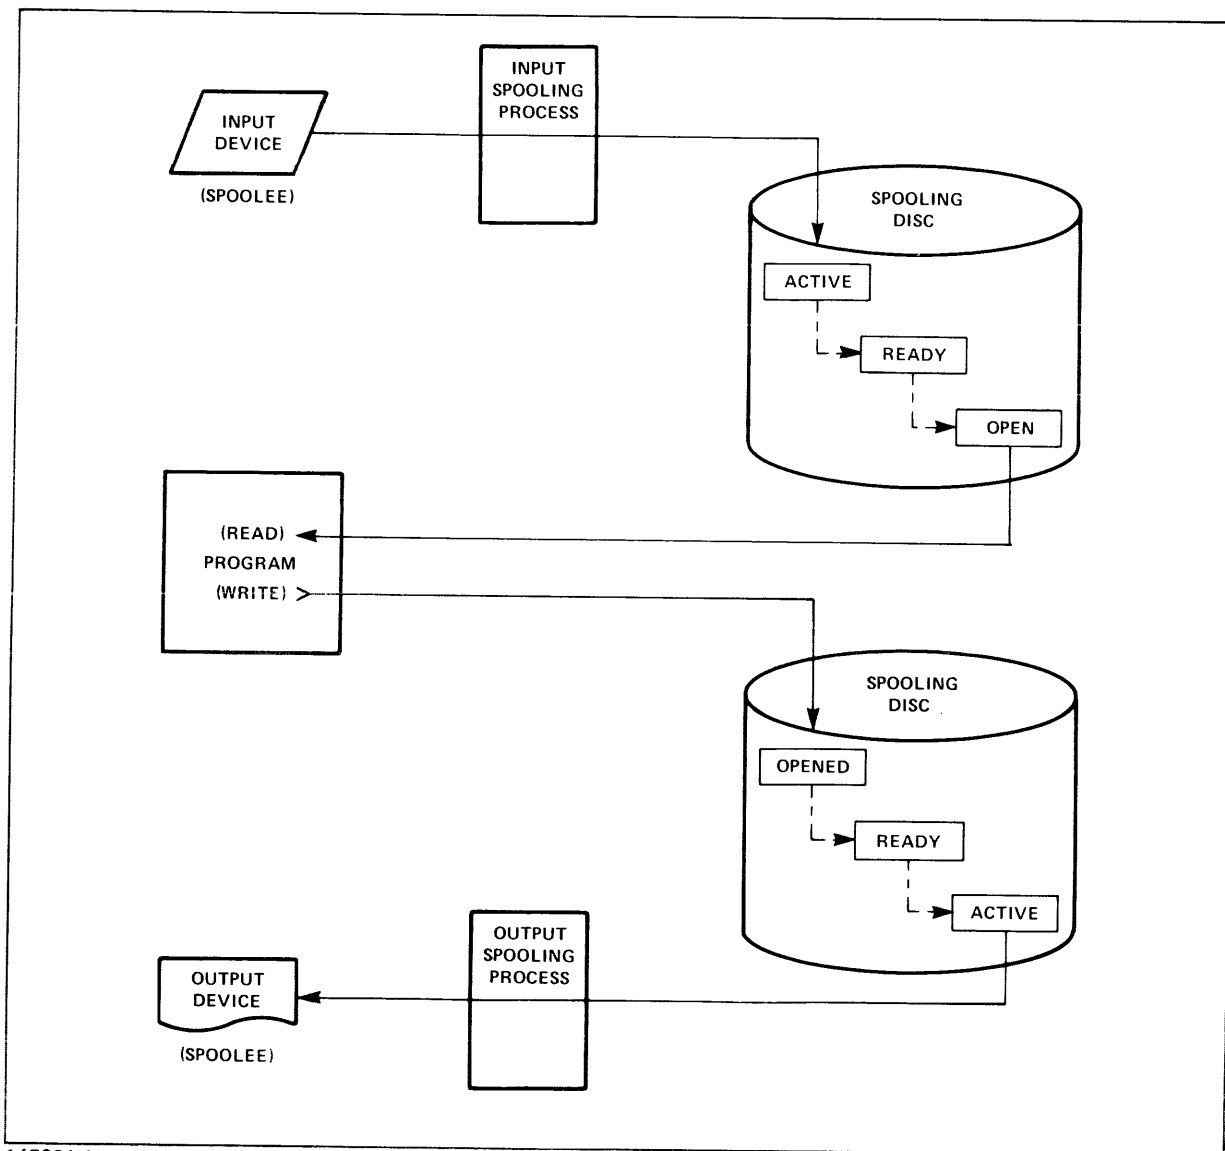 INPUT
SPOOLING
PROCESS
INPUT
DEVICE
(SPOOLEE)
SPOOLING
DISC
ACTIVE
READY
OPEN
(READ)
PROGRAM
(WRITE)
SPOOLING
DISC
OPENED
READY
ACTIVE
OUTPUT
SPOOLING
PROCESS
OUTPUT
DEVICE
(SPOOLEE)